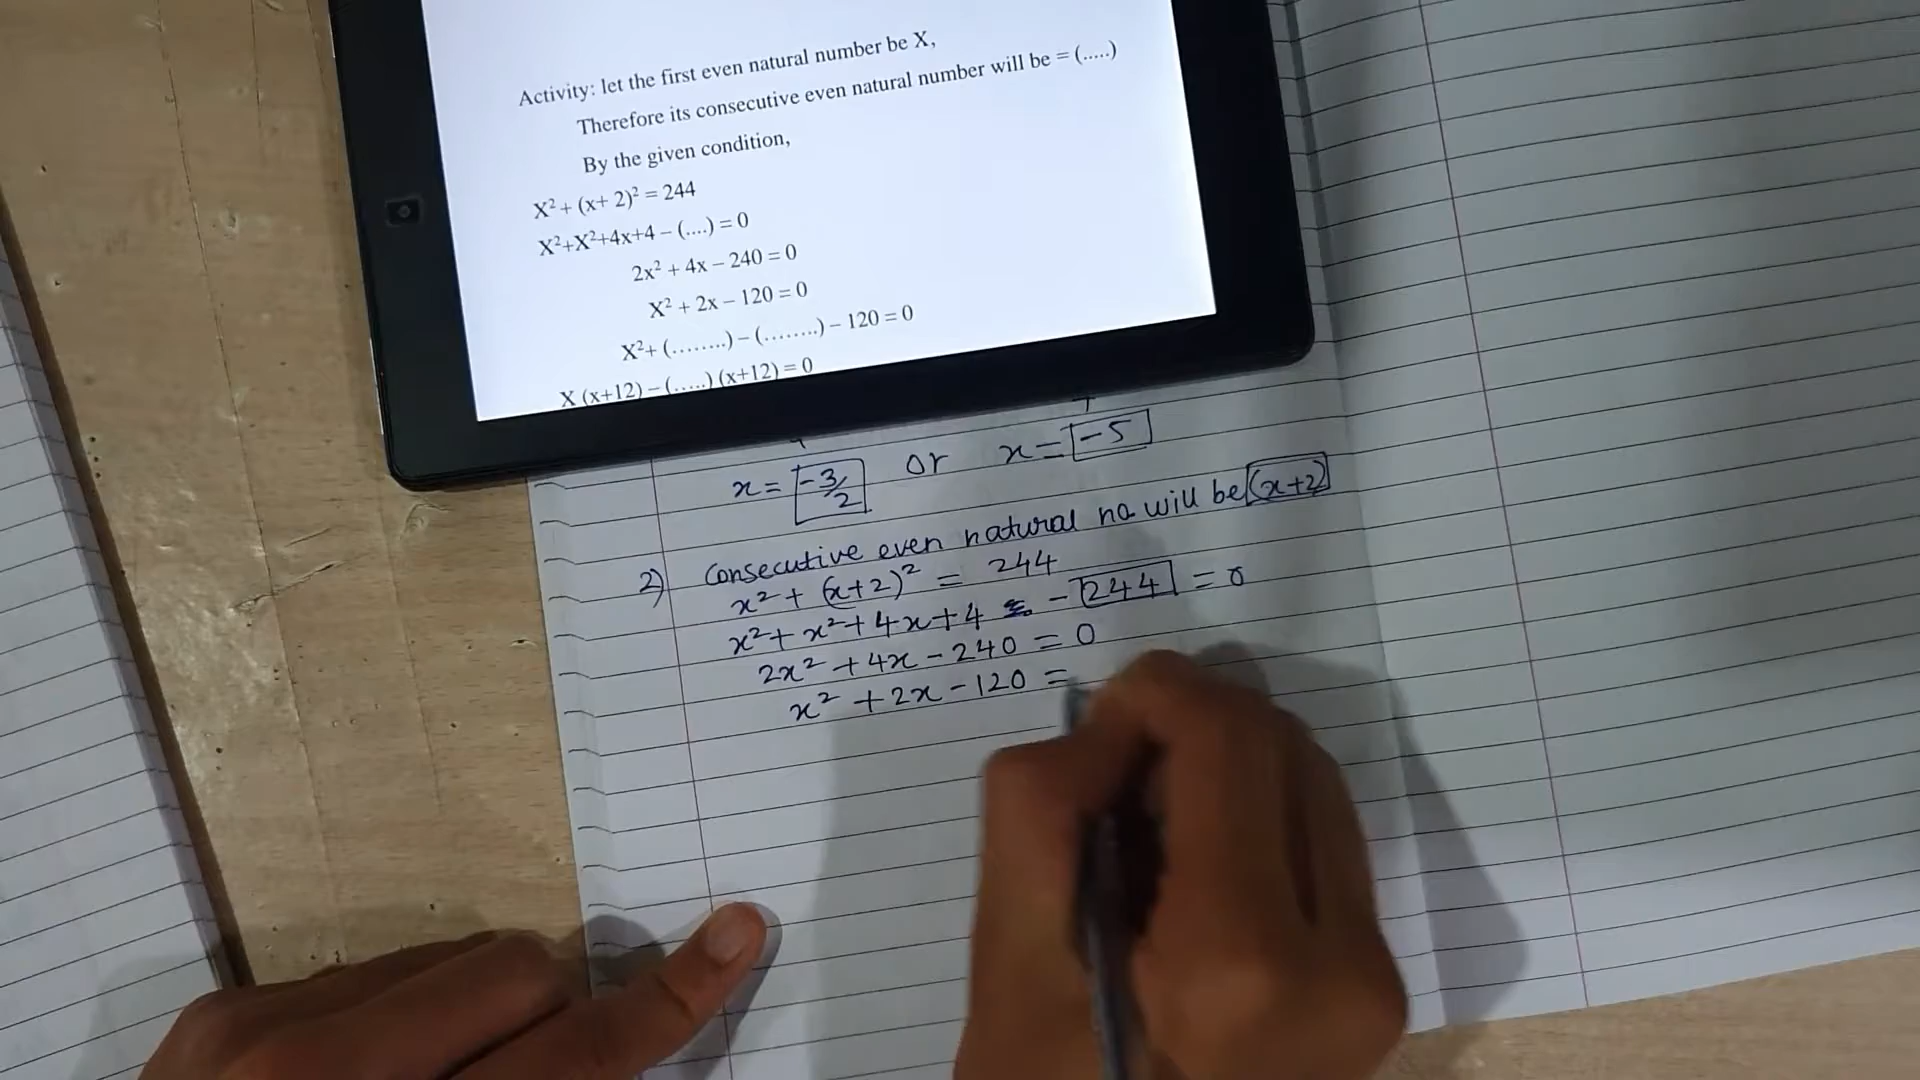 Activity: let the first even natural number be X,
Therefore its consecutive even natural number will be = (.....)
By the given condition,
X² + (x+ 2)² = 244
X²+X²+4x+4 – (....) = 0
2x² + 4x – 240 = 0
X² + 2x – 120 = 0
X²+ (........) – (........) – 120 = 0
X (x+12) – (.....) (x+12) = 0
x = -3/2 or x = -5
2) Consecutive even natural no will be (x+2)
x² + (x+2)² = 244
x² + x² + 4x + 4 - 244 = 0
2x² + 4x - 240 = 0
x² + 2x - 120 =